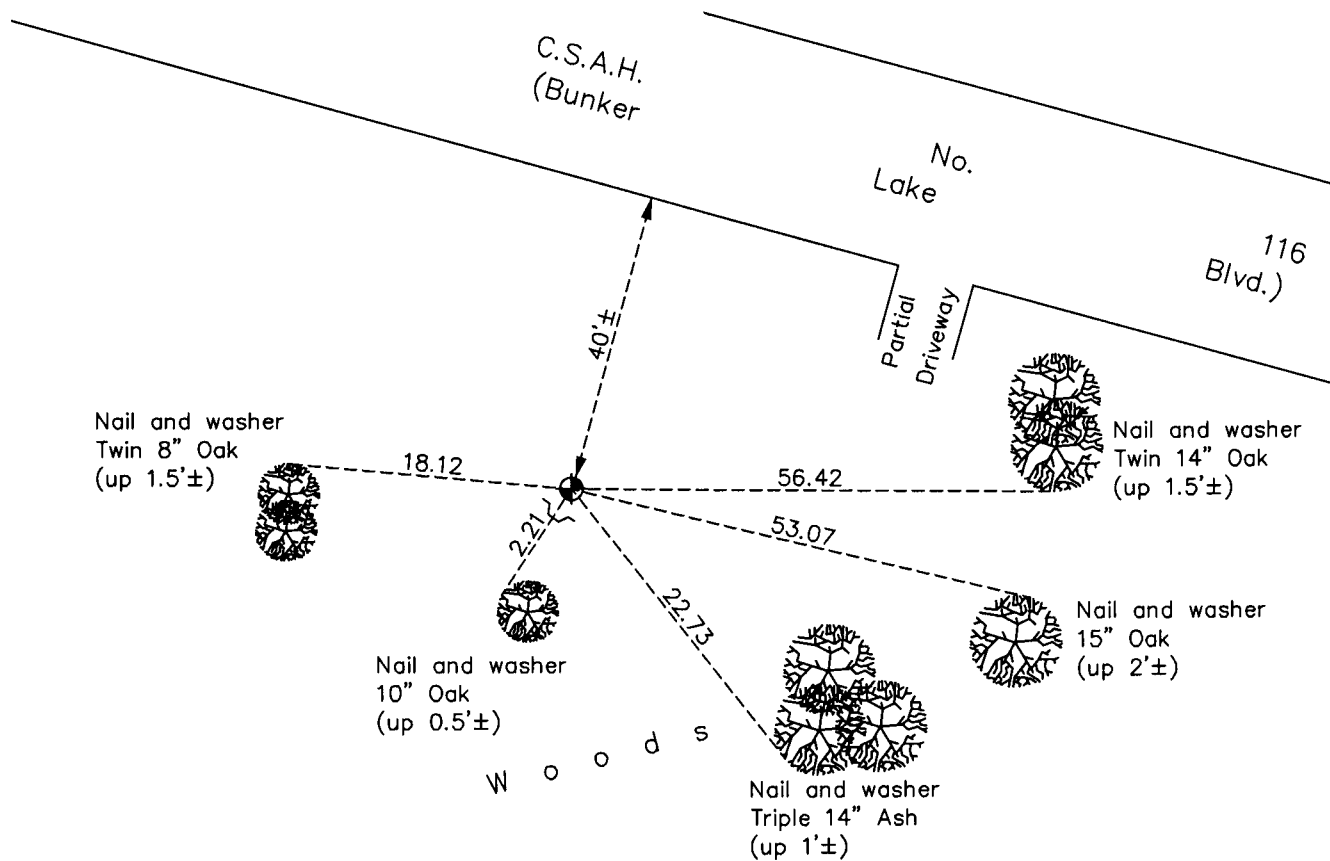 C.S.A.H. No. 116
(Bunker Lake Blvd.)
40'±
Partial
Driveway
Nail and washer
Twin 8" Oak
(up 1.5'±)
18.12
56.42
Nail and washer
Twin 14" Oak
(up 1.5'±)
2.21
53.07
22.73
Nail and washer
15" Oak
(up 2'±)
Nail and washer
10" Oak
(up 0.5'±)
Woods
Nail and washer
Triple 14" Ash
(up 1'±)